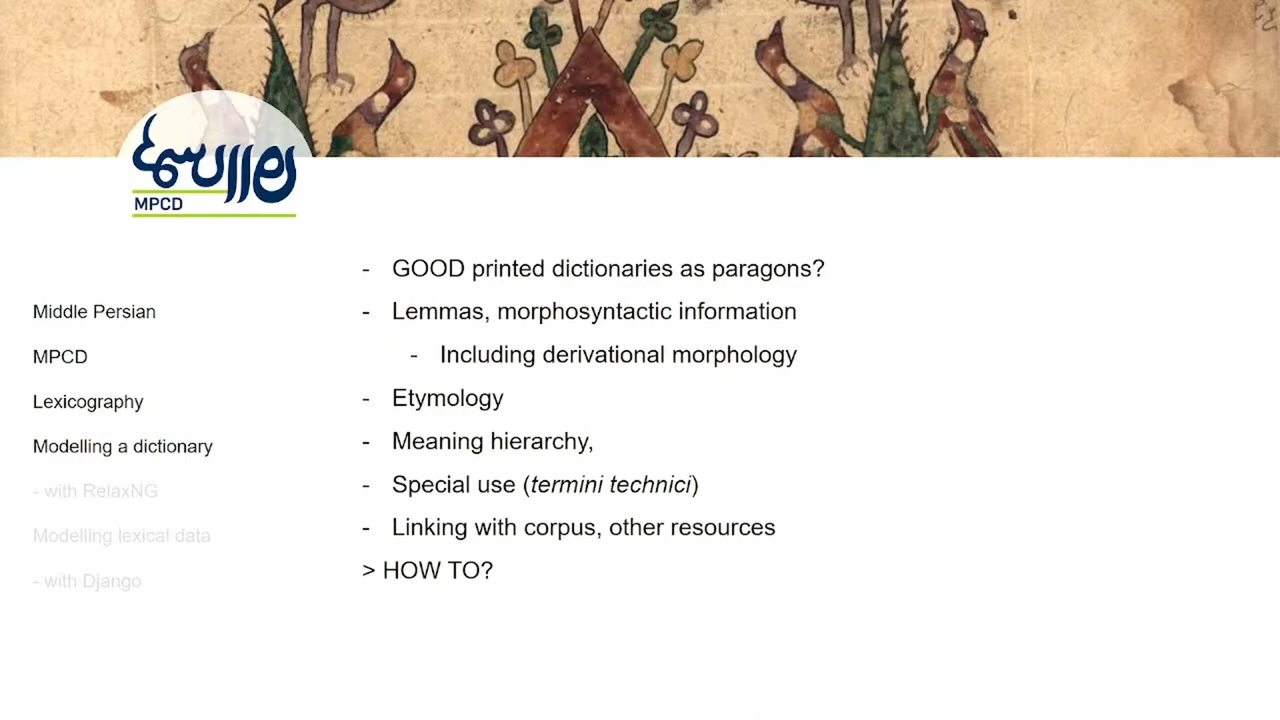 MPCD
Middle Persian
MPCD
Lexicography
Modelling a dictionary
- with RelaxNG
Modelling lexical data
- with Django
- GOOD printed dictionaries as paragons?
- Lemmas, morphosyntactic information
- Including derivational morphology
- Etymology
- Meaning hierarchy,
- Special use (termini technici)
- Linking with corpus, other resources
> HOW TO?